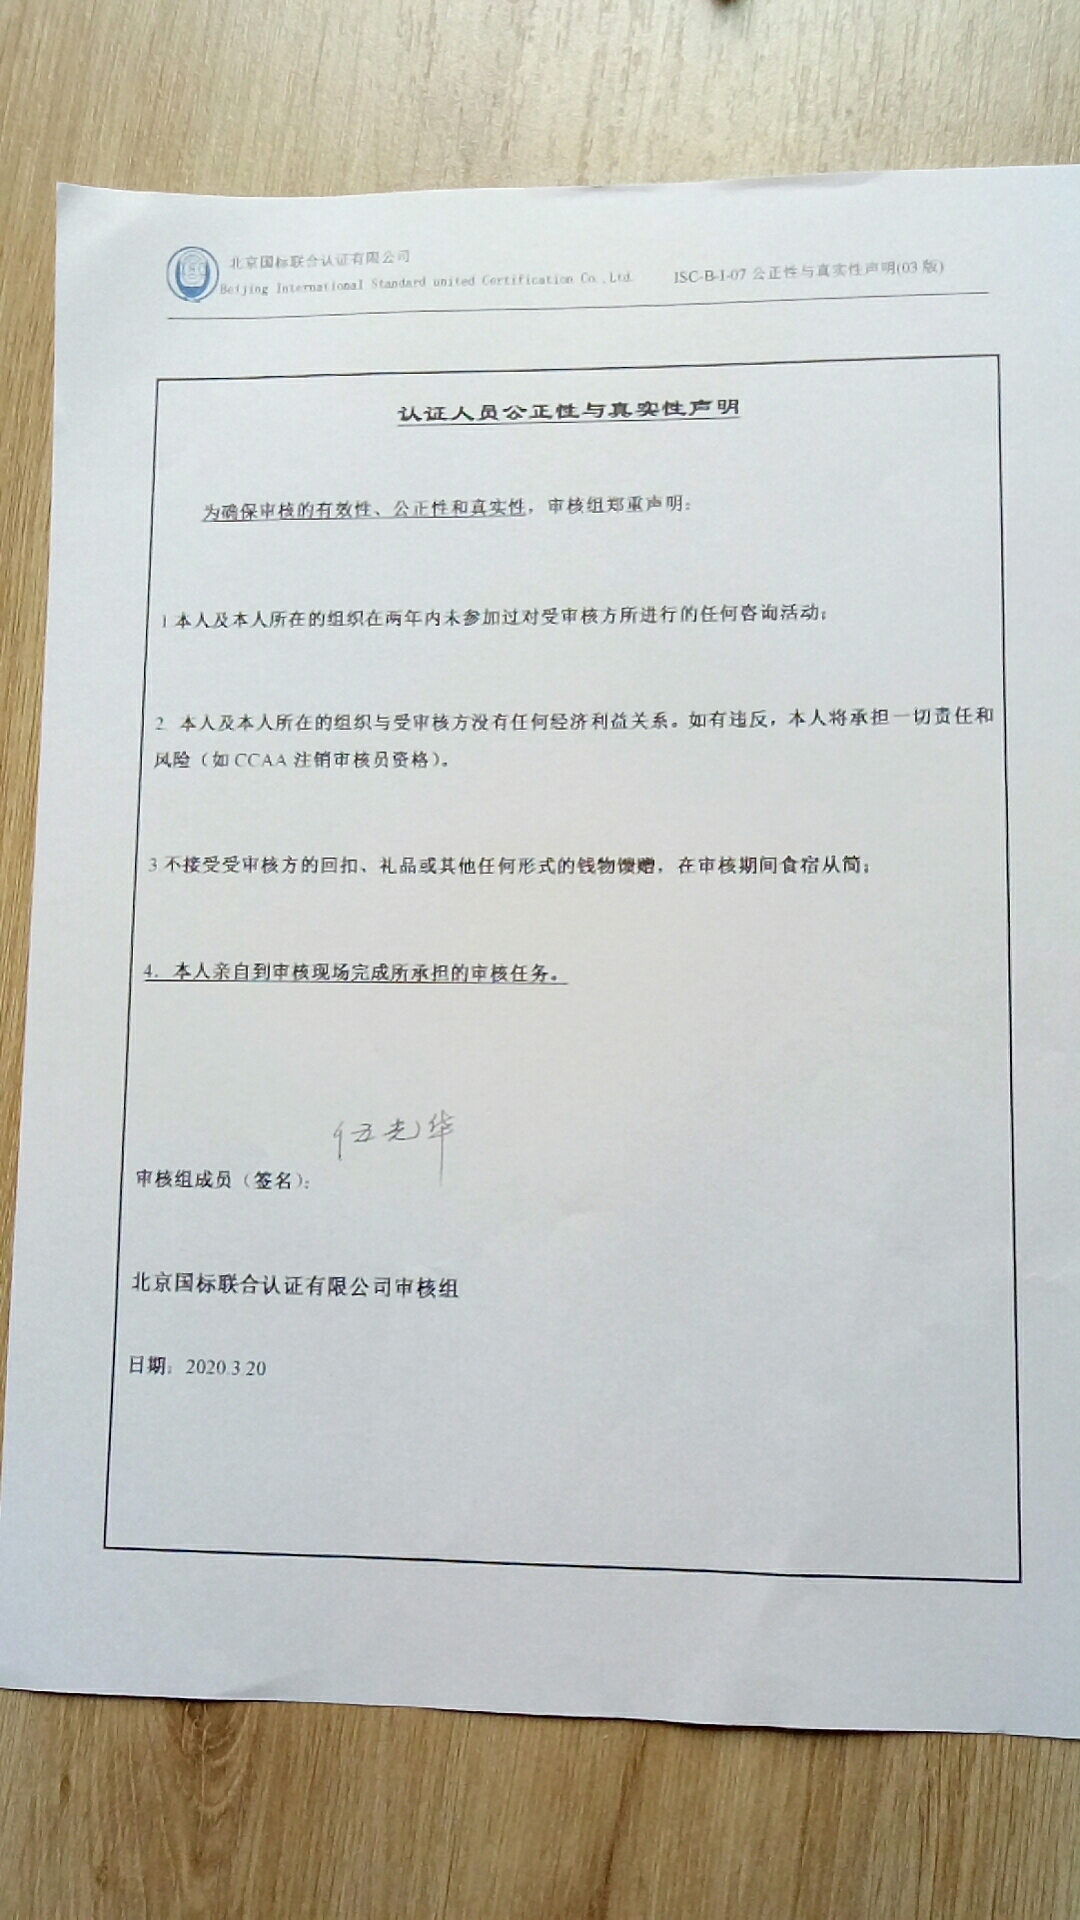 北京国标联合认证有限公司
Beijing International Standard united Certification Co.,Ltd. ISC-B-I-07 公正性与真实性声明(03 版)
认证人员公正性与真实性声明
为确保审核的有效性、公正性和真实性，审核组郑重声明：
1 本人及本人所在的组织在两年内未参加过对受审核方所进行的任何咨询活动；
2. 本人及本人所在的组织与受审核方没有任何经济利益关系。如有违反，本人将承担一切责任和
风险（如 CCAA 注销审核员资格）。
3 不接受受审核方的回扣、礼品或其他任何形式的钱物馈赠，在审核期间食宿从简；
4. 本人亲自到审核现场完成所承担的审核任务。
伍光华
审核组成员（签名）：
北京国标联合认证有限公司审核组
日期：2020.3.20